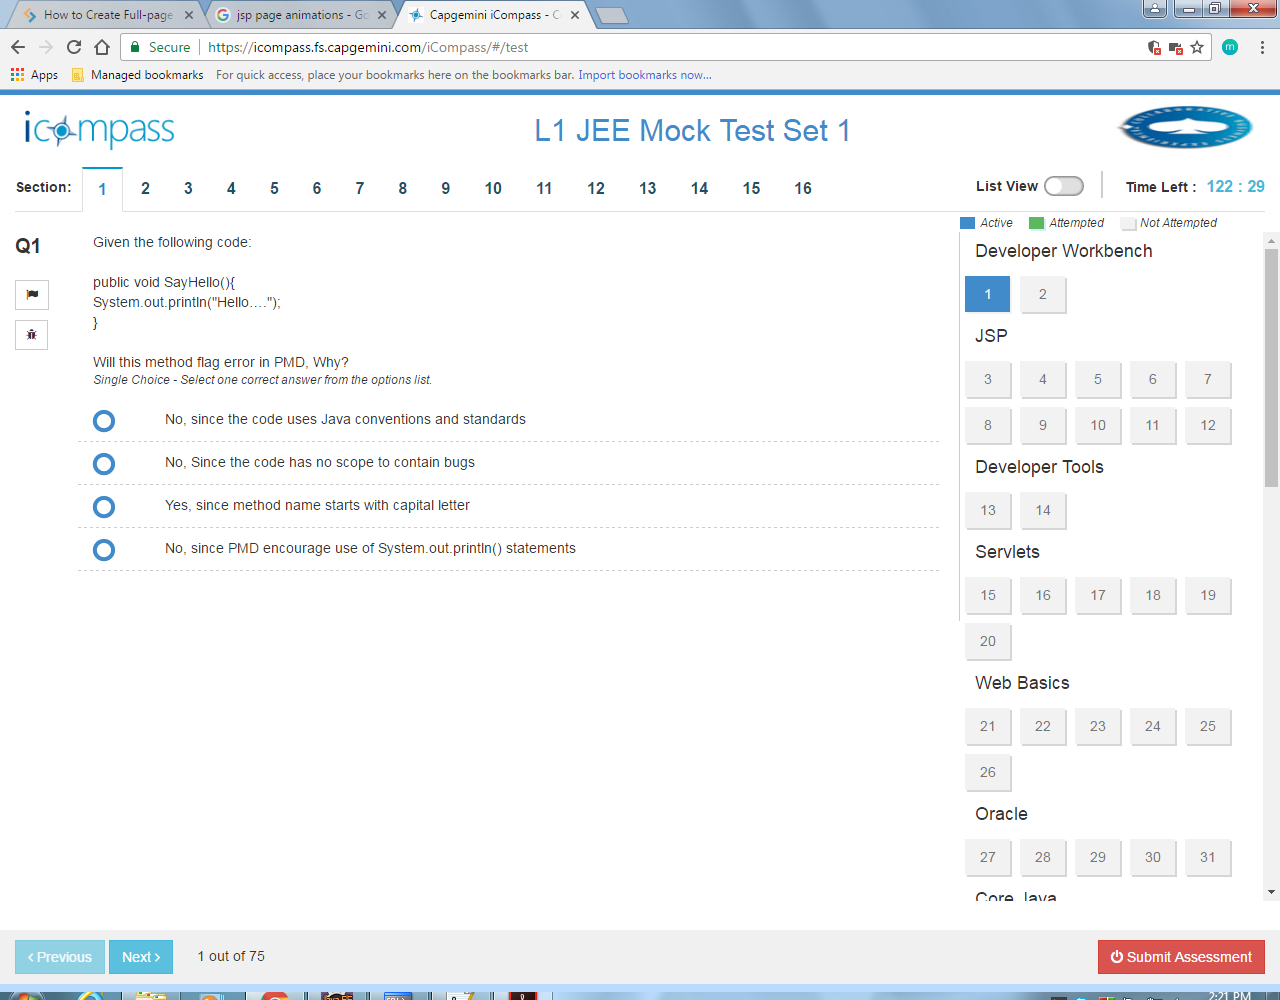 How to Create Full-page
jsp page animations - Go
Capgemini iCompass - C
Secure
https://icompass.fs.capgemini.com/iCompass/#/test
m
Apps
Managed bookmarks
For quick access, place your bookmarks here on the bookmarks bar. Import bookmarks now...
icompass
L1 JEE Mock Test Set 1
Section: 1 2 3 4 5 6 7 8 9 10 11 12 13 14 15 16
List View
Time Left : 122 : 29
Active Attempted Not Attempted
Q1
Given the following code:
public void SayHello(){
System.out.println("Hello....");
}
Will this method flag error in PMD, Why?
Single Choice - Select one correct answer from the options list.
No, since the code uses Java conventions and standards
No, Since the code has no scope to contain bugs
Yes, since method name starts with capital letter
No, since PMD encourage use of System.out.println() statements
Developer Workbench
1 2
JSP
3 4 5 6 7
8 9 10 11 12
Developer Tools
13 14
Servlets
15 16 17 18 19
20
Web Basics
21 22 23 24 25
26
Oracle
27 28 29 30 31
Core Java
‹ Previous
Next ›
1 out of 75
Submit Assessment
2:21 PM